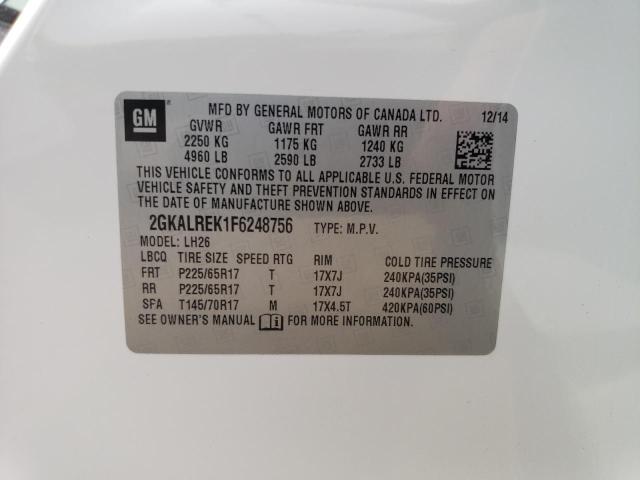 GM MFD BY GENERAL MOTORS OF CANADA LTD. 12/14
GVWR GAWR FRT GAWR RR
2250 KG 1175 KG 1240 KG
4960 LB 2590 LB 2733 LB
THIS VEHICLE CONFORMS TO ALL APPLICABLE U.S. FEDERAL MOTOR
VEHICLE SAFETY AND THEFT PREVENTION STANDARDS IN EFFECT
ON THE DATE OF MANUFACTURE SHOWN ABOVE.
2GKALREK1F6248756 TYPE: M.P.V.
MODEL: LH26
LBCQ TIRE SIZE SPEED RTG RIM COLD TIRE PRESSURE
FRT P225/65R17 T 17X7J 240KPA(35PSI)
RR P225/65R17 T 17X7J 240KPA(35PSI)
SFA T145/70R17 M 17X4.5T 420KPA(60PSI)
SEE OWNER'S MANUAL FOR MORE INFORMATION.